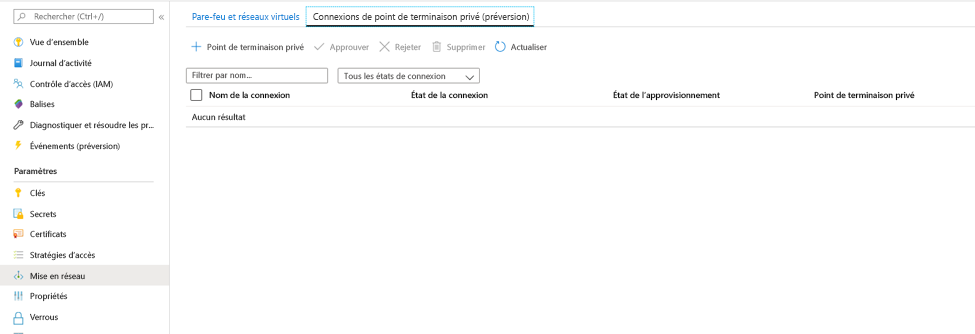 Rechercher (Ctrl+/)
Vue d'ensemble
Journal d'activité
Contrôle d'accès (IAM)
Balises
Diagnostiquer et résoudre les pr...
Événements (préversion)
Paramètres
Clés
Secrets
Certificats
Stratégies d'accès
Mise en réseau
Propriétés
Verrous
Pare-feu et réseaux virtuels Connexions de point de terminaison privé (préversion)
Point de terminaison privé Approuver Rejeter Supprimer Actualiser
Filtrer par nom... Tous les états de connexion
Nom de la connexion État de la connexion État de l'approvisionnement Point de terminaison privé
Aucun résultat